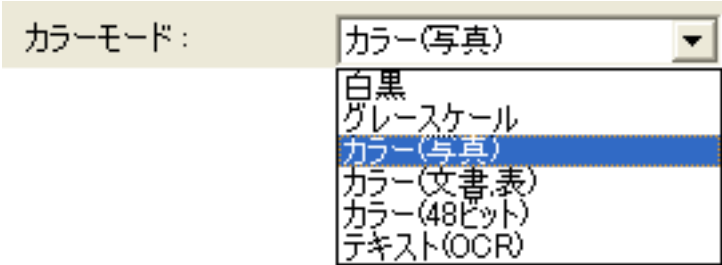 カラーモード : カラー(写真)
白黒
グレースケール
カラー(写真)
カラー(文書,表)
カラー(48ビット)
テキスト(OCR)